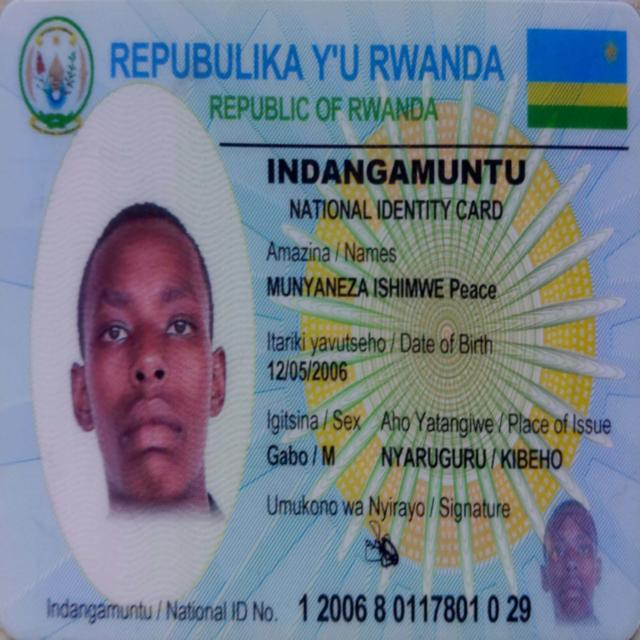 REPUBULIKA Y'U RWANDA
REPUBLIC OF RWANDA
INDANGAMUNTU
NATIONAL IDENTITY CARD
Amazina / Names
MUNYANEZA ISHIMWE Peace
Itariki yavutseho / Date of Birth
12/05/2006
Igitsina / Sex Aho Yatangiwe / Place of Issue
Gabo / M NYARUGURU / KIBEHO
Umukono wa Nyirayo / Signature
Indangamuntu / National ID No. 1 2006 8 0117801 0 29